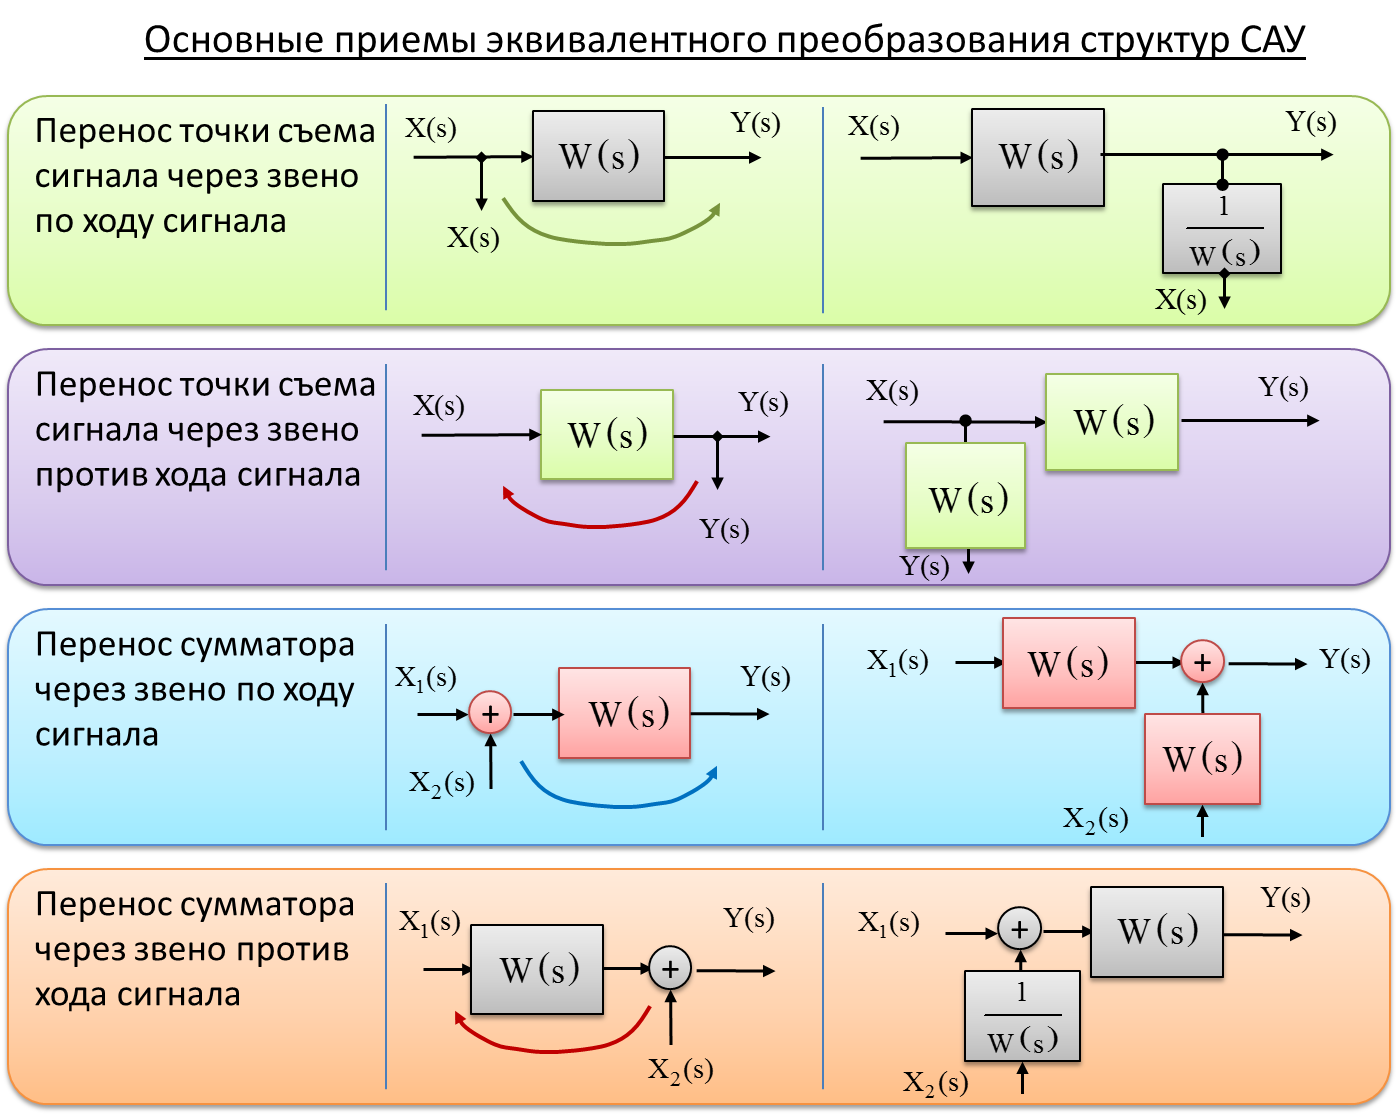 Основные приемы эквивалентного преобразования структур САУ
Перенос точки съема
сигнала через звено
по ходу сигнала
X(s)
W(s)
Y(s)
X(s)
X(s)
W(s)
Y(s)
1
W(s)
X(s)
Перенос точки съема
сигнала через звено
против хода сигнала
X(s)
W(s)
Y(s)
Y(s)
X(s)
W(s)
Y(s)
W(s)
Y(s)
Перенос сумматора
через звено по ходу
сигнала
X₁(s)
+
W(s)
Y(s)
X₂(s)
X₁(s)
W(s)
+
Y(s)
W(s)
X₂(s)
Перенос сумматора
через звено против
хода сигнала
X₁(s)
W(s)
+
Y(s)
X₂(s)
X₁(s)
+
W(s)
Y(s)
1
W(s)
X₂(s)